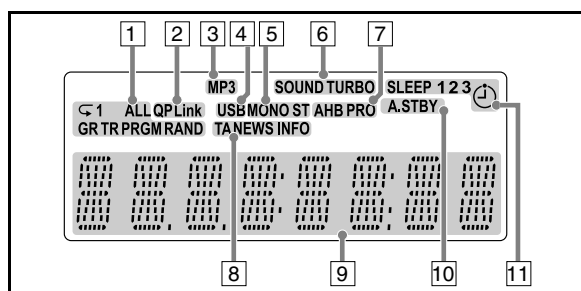 1 2 3 4 5 6 7
MP3 SOUND TURBO SLEEP 1 2 3
1 ALL QP Link USB MONO ST AHB PRO A.STBY
GR TR PRGM RAND TA NEWS INFO
8 9 10 11